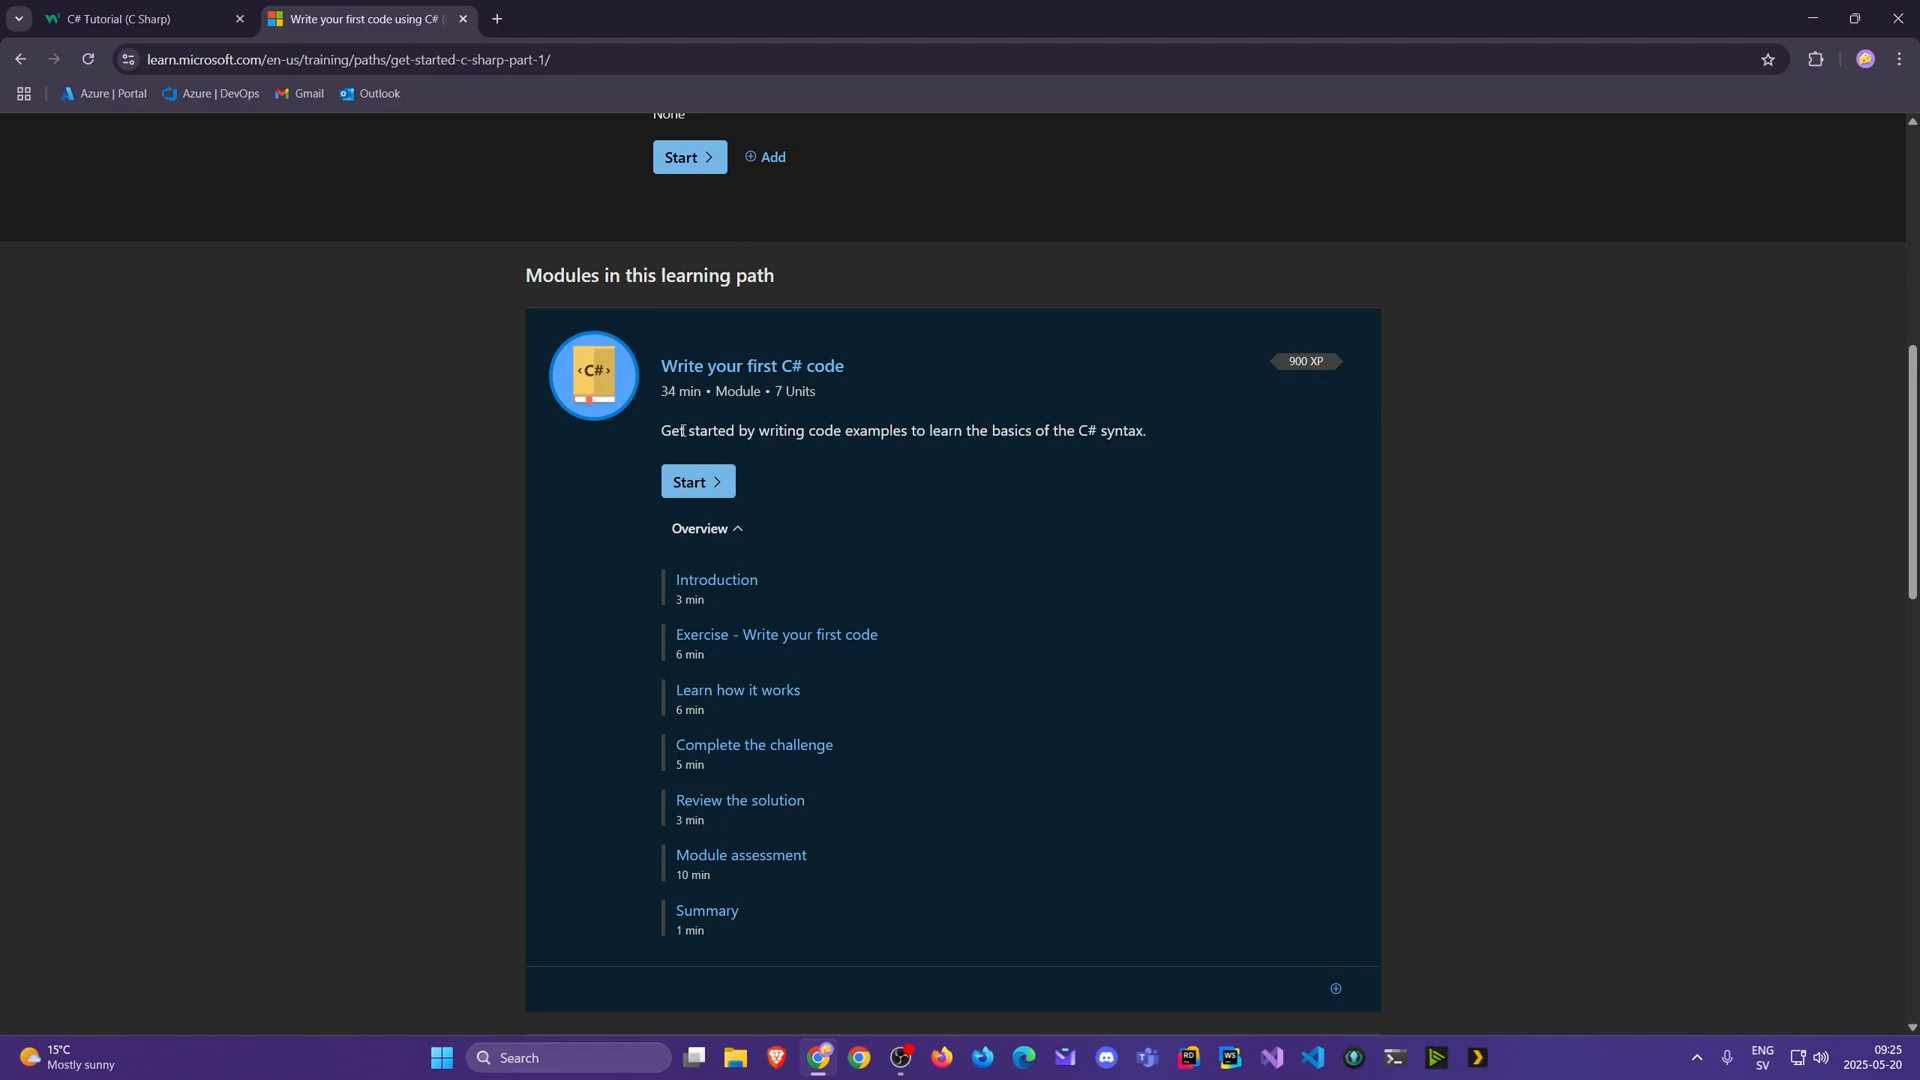 C# Tutorial (C Sharp)
Write your first code using C# (
learn.microsoft.com/en-us/training/paths/get-started-c-sharp-part-1/
Azure | Portal
Azure | DevOps
Gmail
Outlook
None
Start
Add
Modules in this learning path
<C#>
Write your first C# code
900 XP
34 min • Module • 7 Units
Get started by writing code examples to learn the basics of the C# syntax.
Start
Overview
Introduction
3 min
Exercise - Write your first code
6 min
Learn how it works
6 min
Complete the challenge
5 min
Review the solution
3 min
Module assessment
10 min
Summary
1 min
15°C
Mostly sunny
Search
RD
WS
ENG
SV
09:25
2025-05-20